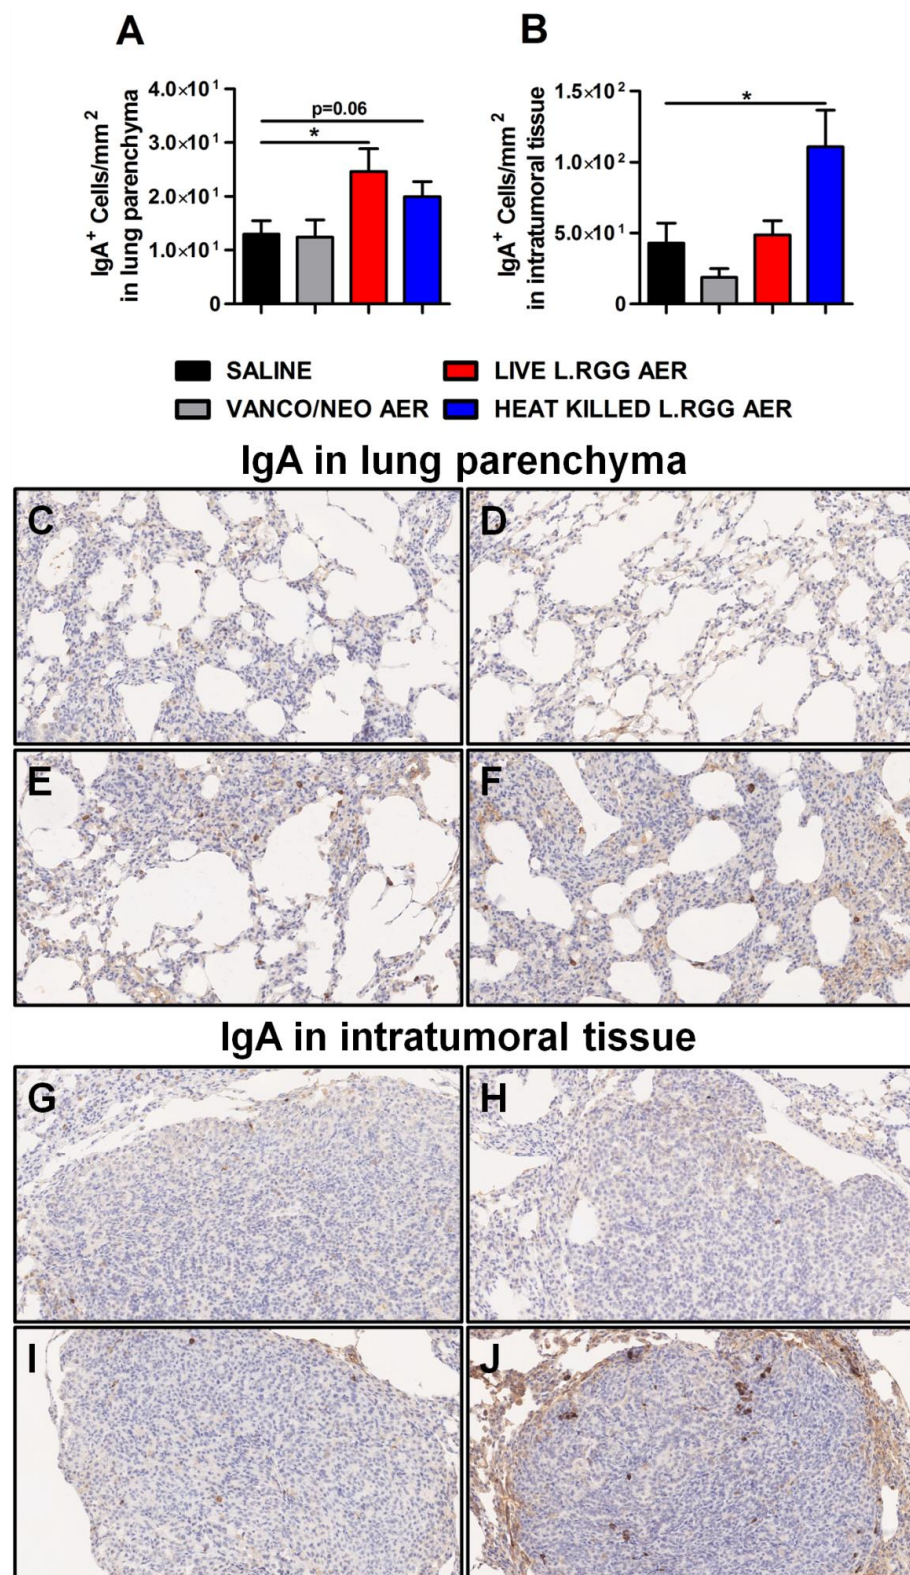 A
B
IgA⁺ Cells/mm²
in lung parenchyma
4.0×10¹
3.0×10¹
2.0×10¹
1.0×10¹
0
p=0.06
*
IgA⁺ Cells/mm²
in intratumoral tissue
1.5×10²
1.0×10²
5.0×10¹
0
*
SALINE
LIVE L.RGG AER
VANCO/NEO AER
HEAT KILLED L.RGG AER
IgA in lung parenchyma
C
D
E
F
IgA in intratumoral tissue
G
H
I
J